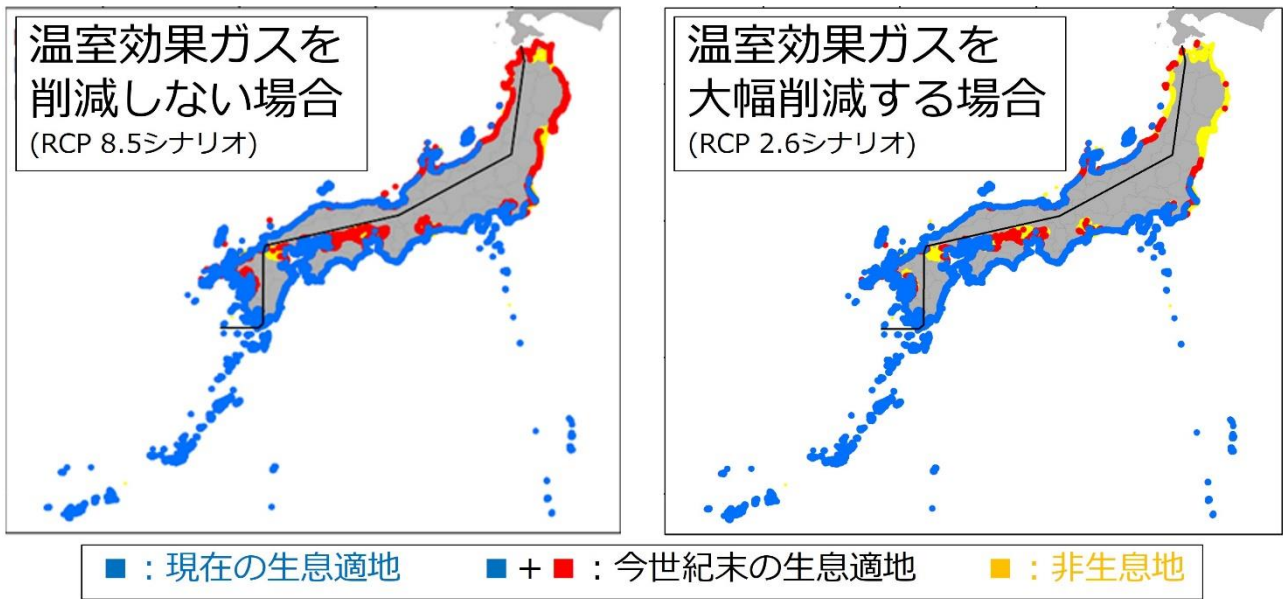 温室効果ガスを
削減しない場合
(RCP 8.5シナリオ)
温室効果ガスを
大幅削減する場合
(RCP 2.6シナリオ)
■：現在の生息適地 ■+■：今世紀末の生息適地 ■：非生息地